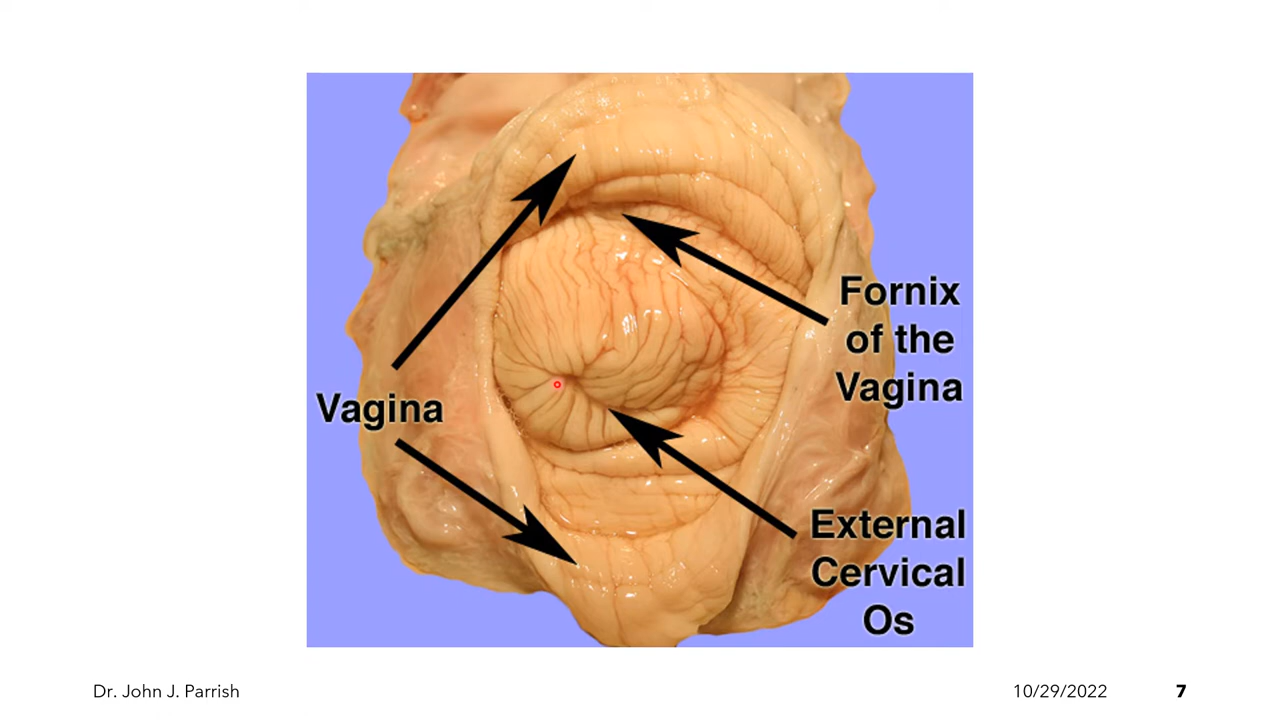 Fornix
of the
Vagina
Vagina
External
Cervical
Os
Dr. John J. Parrish
10/29/2022
7